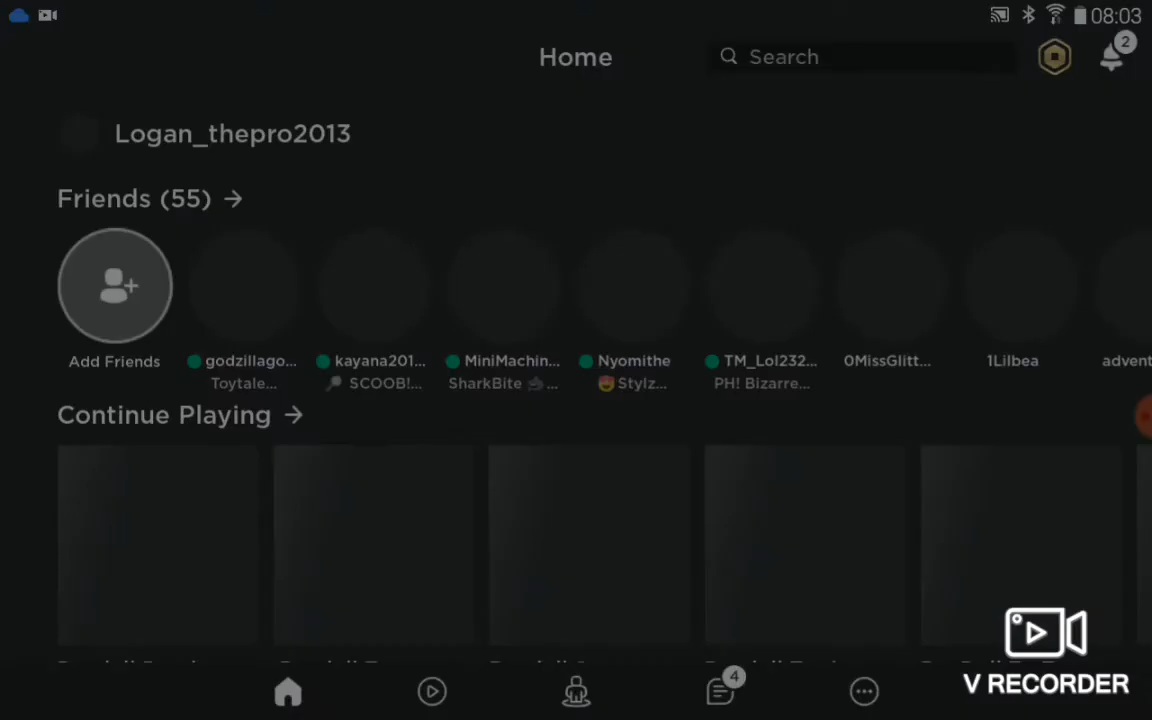 08:03
2
Home
Search
Logan_thepro2013
Friends (55) →
Add Friends
godzillago...
Toytale...
kayana201...
SCOOB!...
MiniMachin...
SharkBite 🦈...
Nyomithe
😍Stylz...
TM_Lol232...
PH! Bizarre...
0MissGlitt...
1Lilbea
advent
Continue Playing →
4
V RECORDER